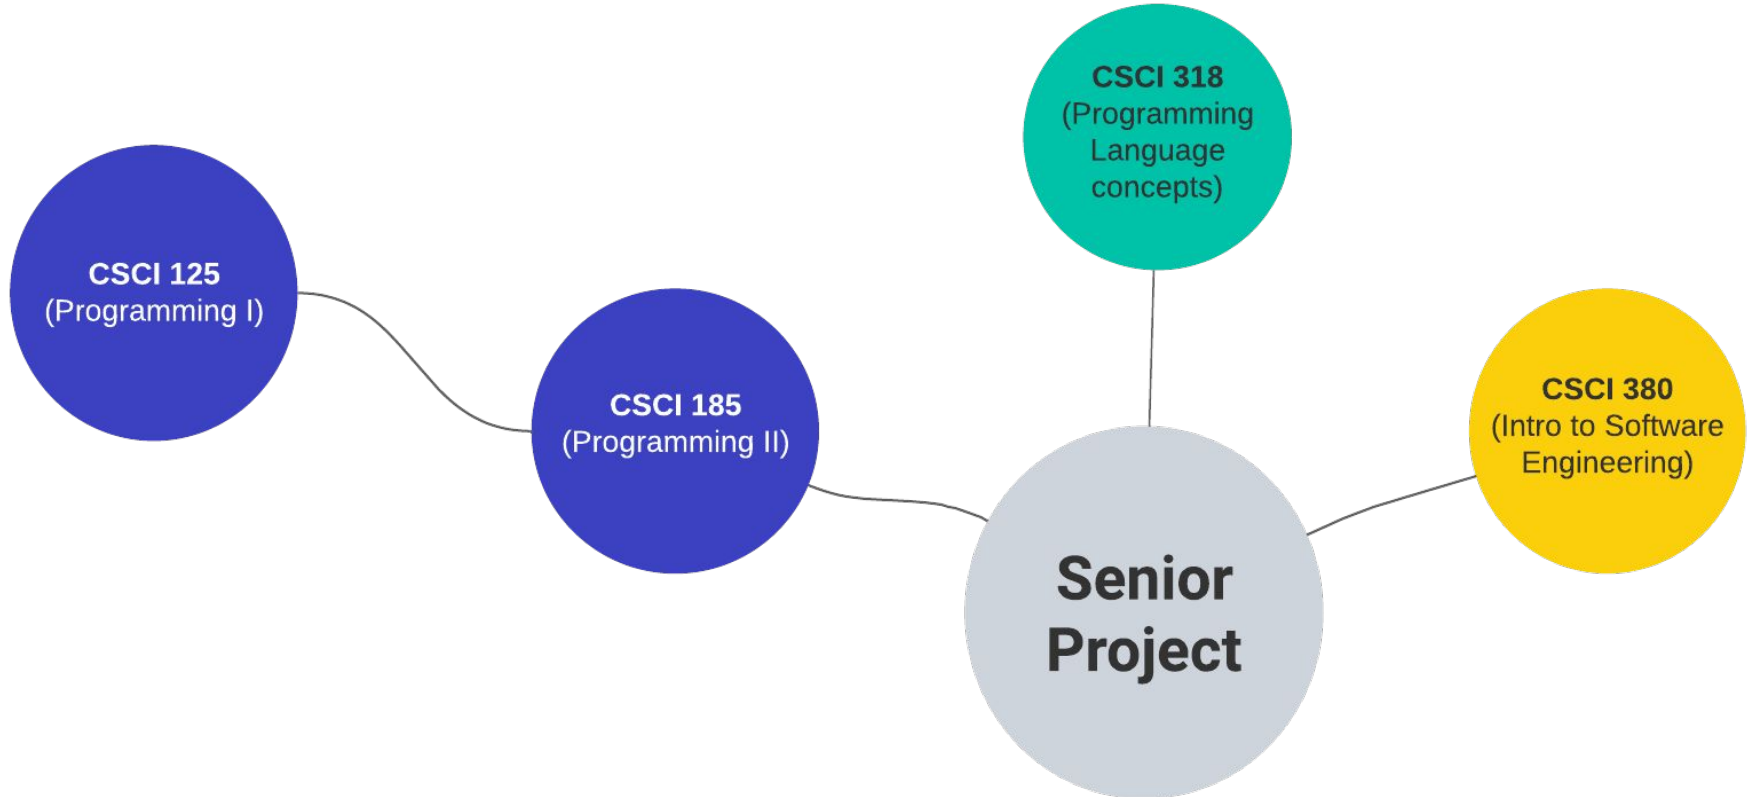 CSCI 318
(Programming
Language
concepts)
CSCI 125
(Programming I)
CSCI 185
(Programming II)
CSCI 380
(Intro to Software
Engineering)
Senior
Project